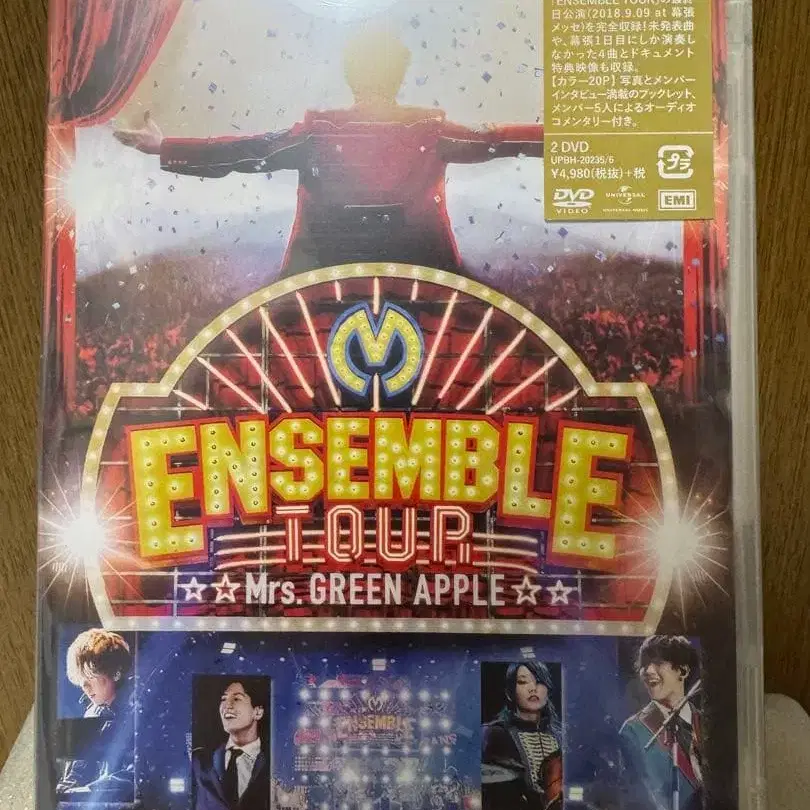 「ENSEMBLE TOUR」の最終
日公演(2018.9.09 at 幕張
メッセ)を完全収録!未発表曲
や、幕張1日目にしか演奏し
なかった4曲とドキュメント
特典映像も収録。
【カラー20P】写真とメンバー
インタビュー満載のブックレット、
メンバー5人によるオーディオ
コメンタリー付き。
2 DVD
UPBH-20235/6
¥4,980(税抜)+税
プラ
DVD
VIDEO
UNIVERSAL
UNIVERSAL MUSIC
EMI
M
ENSEMBLE
TOUR
☆☆Mrs. GREEN APPLE☆☆
ENSEMBLE